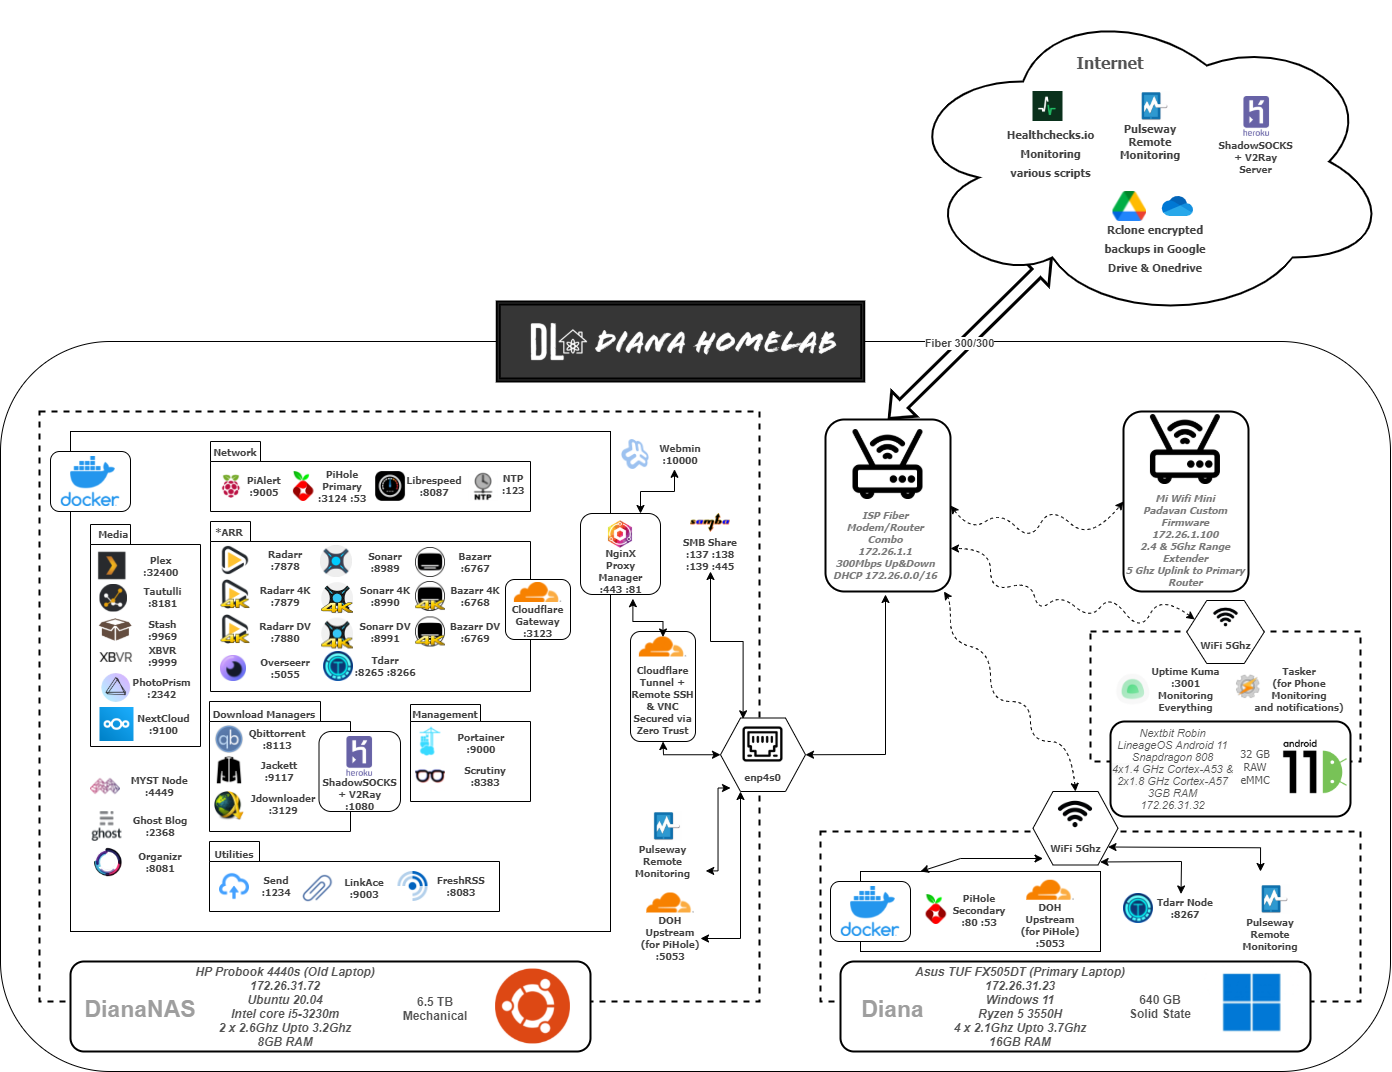 Internet
Healthchecks.io
Monitoring
various scripts
Pulseway
Remote
Monitoring
heroku
ShadowSOCKS
+ V2Ray
Server
Rclone encrypted
backups in Google
Drive & Onedrive
Fiber 300/300
DL
DIANA HOMELAB
docker
Network
PiAlert
:9005
PiHole
Primary
:3124 :53
Librespeed
:8087
NTP
NTP
:123
Webmin
:10000
Media
Plex
:32400
Tautulli
:8181
Stash
:9969
XBVR
XBVR
:9999
PhotoPrism
:2342
NextCloud
:9100
*ARR
Radarr
:7878
Sonarr
:8989
Bazarr
:6767
4K
Radarr 4K
:7879
4K
Sonarr 4K
:8990
4K
Bazarr 4K
:6768
4K
Radarr DV
:7880
4K
Sonarr DV
:8991
4K
Bazarr DV
:6769
Overseerr
:5055
Tdarr
:8265 :8266
Cloudflare
Gateway
:3123
NginX
Proxy
Manager
:443 :81
samba
SMB Share
:137 :138
:139 :445
Cloudflare
Tunnel +
Remote SSH
& VNC
Secured via
Zero Trust
Download Managers
qb
Qbittorrent
:8113
Jackett
:9117
Jdownloader
:3129
heroku
ShadowSOCKS
+ V2Ray
:1080
Management
Portainer
:9000
Scrutiny
:8383
MYST Node
:4449
ghost
Ghost Blog
:2368
Organizr
:8081
Utilities
Send
:1234
LinkAce
:9003
FreshRSS
:8083
enp4s0
Pulseway
Remote
Monitoring
DOH
Upstream
(for PiHole)
:5053
DianaNAS
HP Probook 4440s (Old Laptop)
172.26.31.72
Ubuntu 20.04
Intel core i5-3230m
2 x 2.6Ghz Upto 3.2Ghz
8GB RAM
6.5 TB
Mechanical
ISP Fiber
Modem/Router
Combo
172.26.1.1
300Mbps Up&Down
DHCP 172.26.0.0/16
Mi Wifi Mini
Padavan Custom
Firmware
172.26.1.100
2.4 & 5Ghz Range
Extender
5 Ghz Uplink to Primary
Router
WiFi 5Ghz
Uptime Kuma
:3001
Monitoring
Everything
Tasker
(for Phone
Monitoring
and notifications)
Nextbit Robin
LineageOS Android 11
Snapdragon 808
4x1.4 GHz Cortex-A53 &
2x1.8 GHz Cortex-A57
3GB RAM
172.26.31.32
32 GB
RAW
eMMC
android
11
WiFi 5Ghz
docker
PiHole
Secondary
:80 :53
DOH
Upstream
(for PiHole)
:5053
Tdarr Node
:8267
Pulseway
Remote
Monitoring
Diana
Asus TUF FX505DT (Primary Laptop)
172.26.31.23
Windows 11
Ryzen 5 3550H
4 x 2.1Ghz Upto 3.7Ghz
16GB RAM
640 GB
Solid State